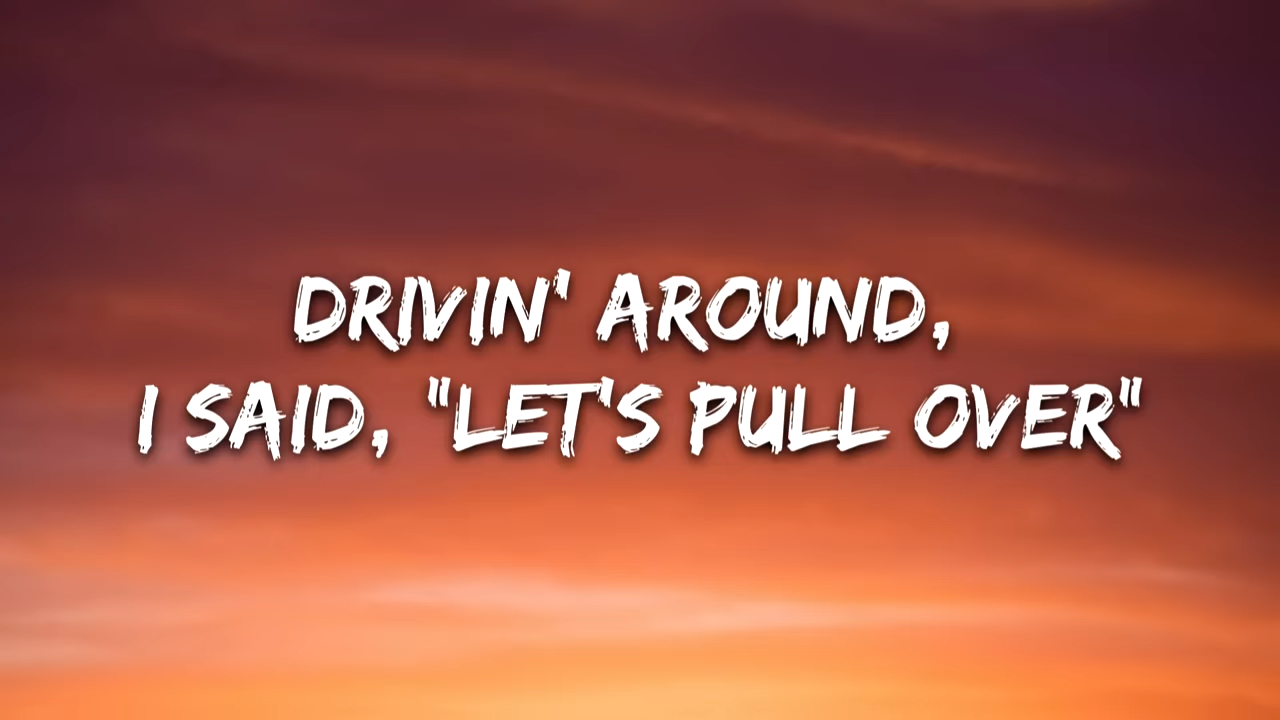 DRIVIN' AROUND,
I SAID, "LET'S PULL OVER"